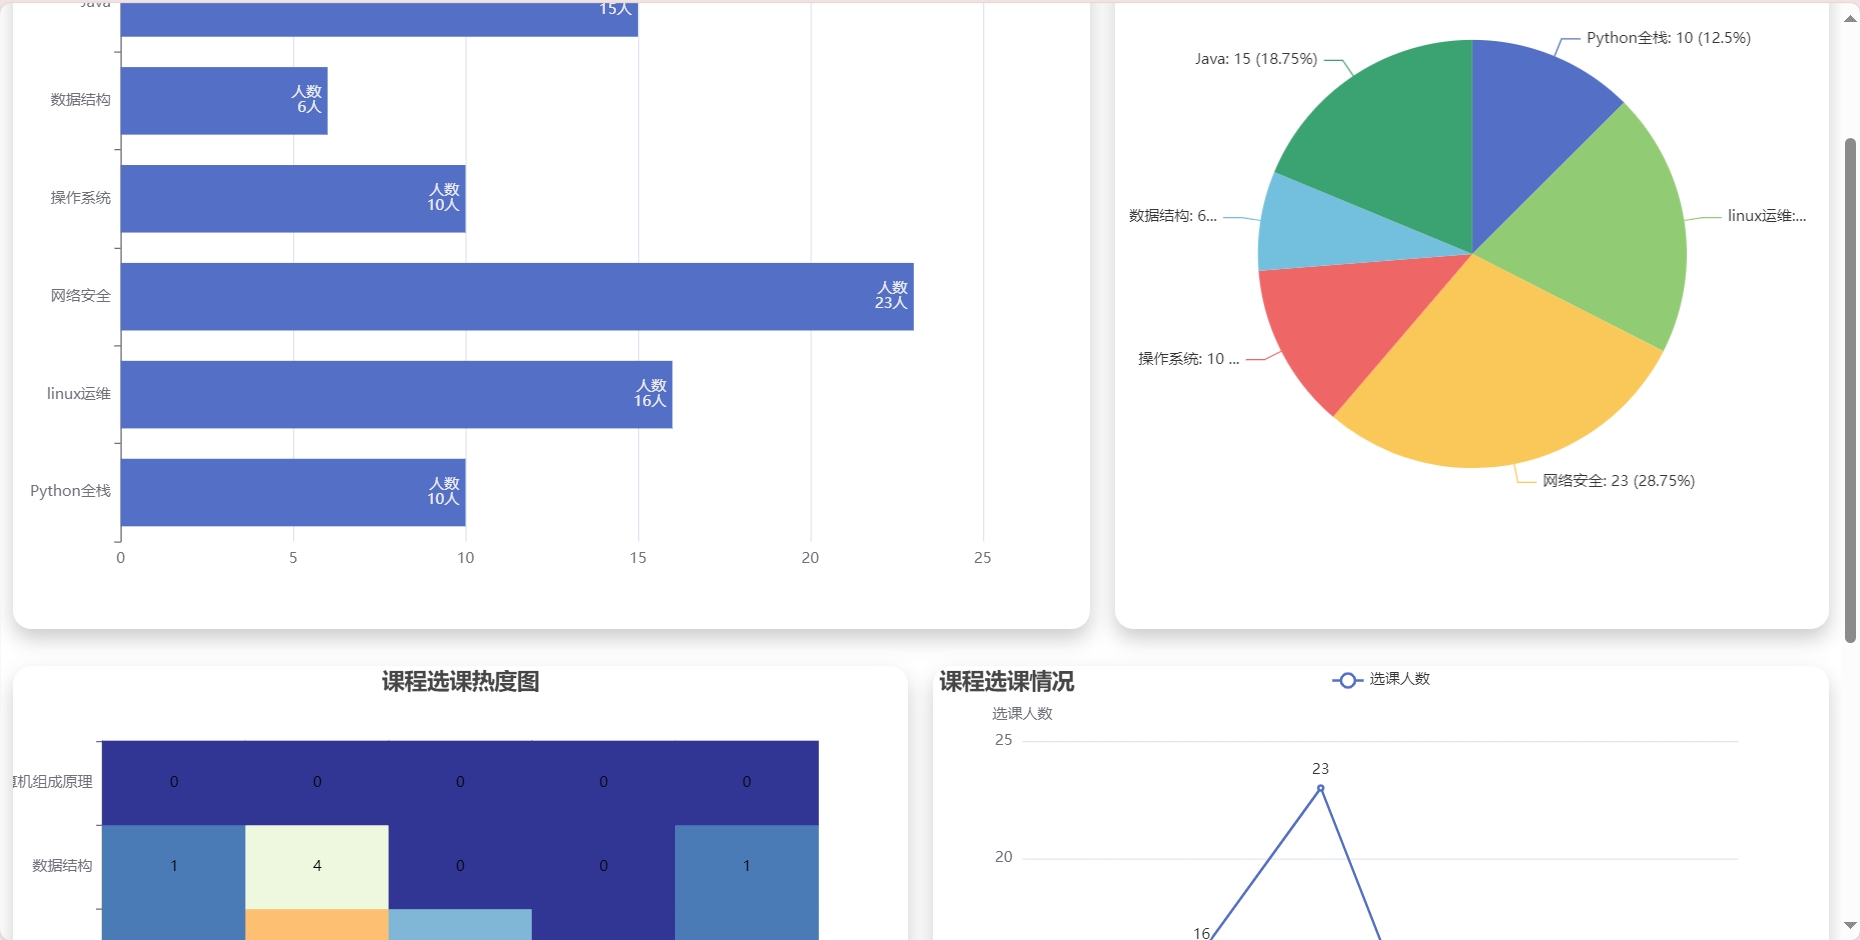 Java
15人
数据结构
人数
6人
操作系统
人数
10人
网络安全
人数
23人
linux运维
人数
16人
Python全栈
人数
10人
0 5 10 15 20 25
Python全栈: 10 (12.5%)
Java: 15 (18.75%)
数据结构: 6...
linux运维:...
操作系统: 10 ...
网络安全: 23 (28.75%)
课程选课热度图
机组成原理 0 0 0 0 0
数据结构 1 4 0 0 1
课程选课情况
选课人数
选课人数
25
23
20
16